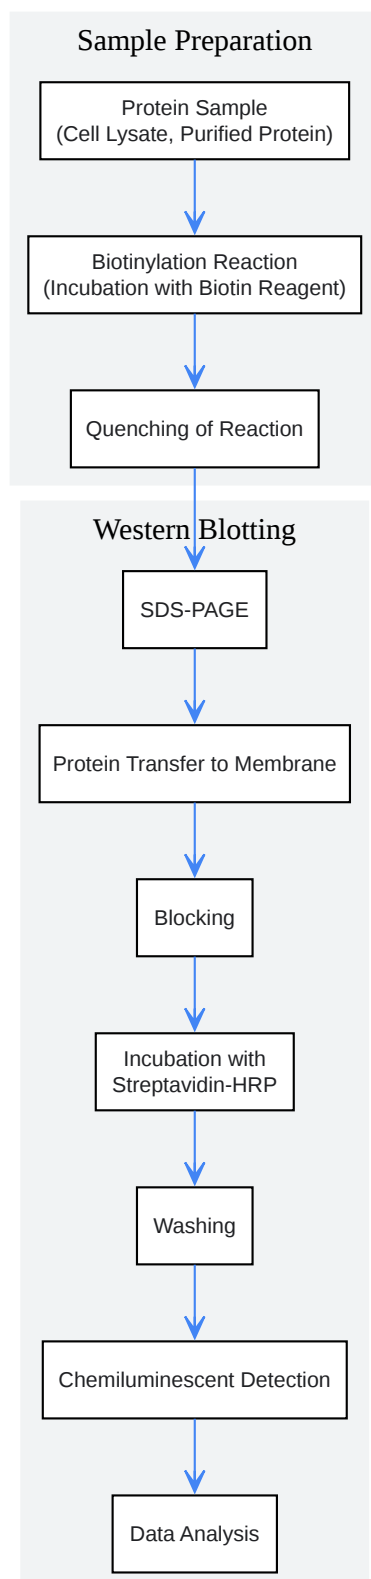 Sample Preparation
Protein Sample
(Cell Lysate, Purified Protein)
Biotinylation Reaction
(Incubation with Biotin Reagent)
Quenching of Reaction
Western Blotting
SDS-PAGE
Protein Transfer to Membrane
Blocking
Incubation with
Streptavidin-HRP
Washing
Chemiluminescent Detection
Data Analysis